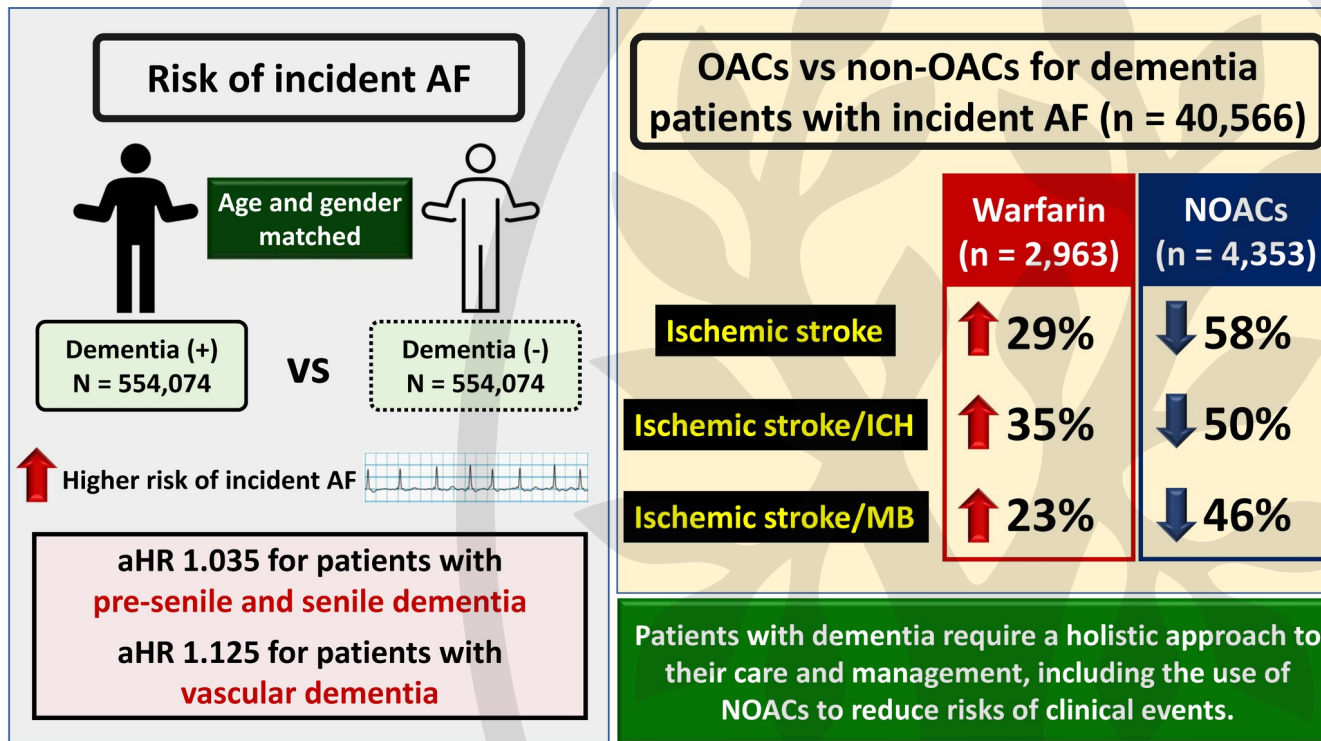 Risk of incident AF
Age and gender
matched
Dementia (+)
N = 554,074
vs
Dementia (-)
N = 554,074
Higher risk of incident AF
aHR 1.035 for patients with
pre-senile and senile dementia
aHR 1.125 for patients with
vascular dementia
OACs vs non-OACs for dementia
patients with incident AF (n = 40,566)
Warfarin
(n = 2,963)
NOACs
(n = 4,353)
Ischemic stroke
29%
58%
Ischemic stroke/ICH
35%
50%
Ischemic stroke/MB
23%
46%
Patients with dementia require a holistic approach to
their care and management, including the use of
NOACs to reduce risks of clinical events.